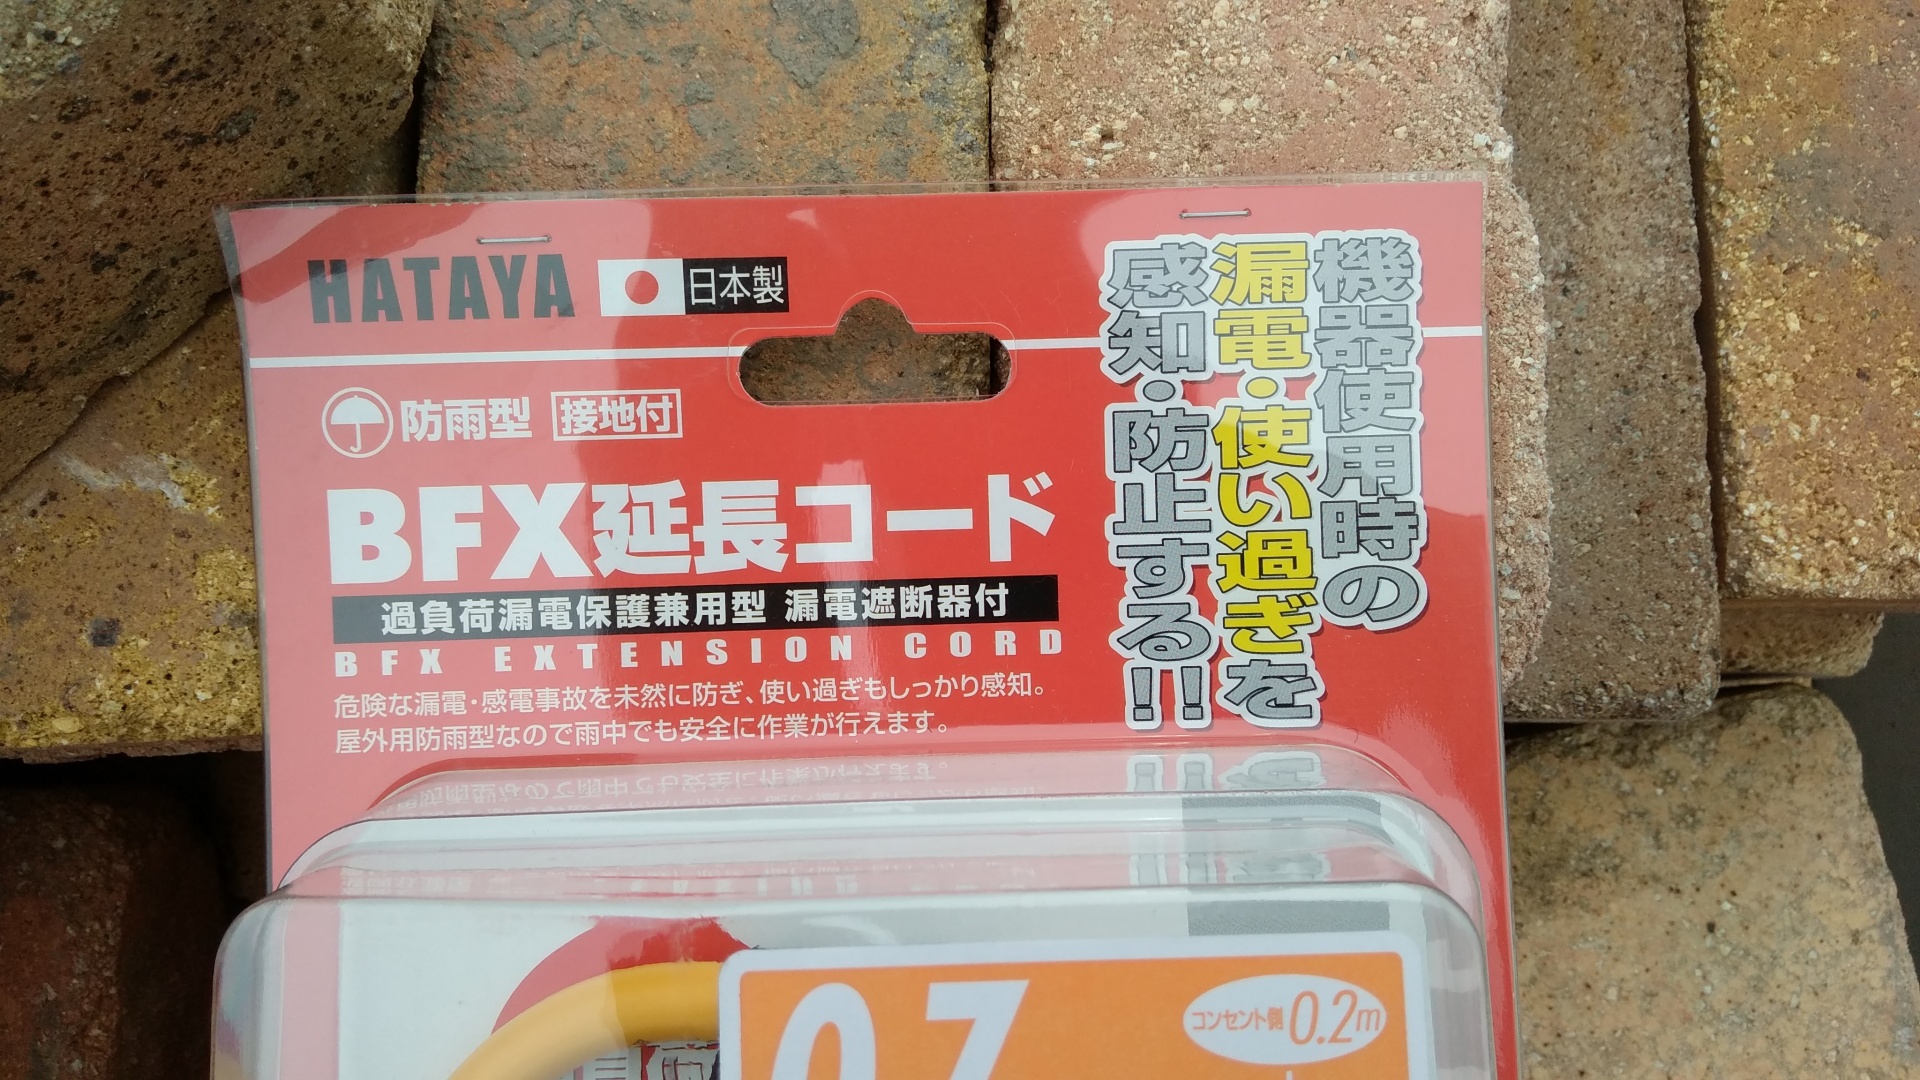 HATAYA 日本製
機器使用時の
漏電・使い過ぎを
感知・防止する!!
防雨型 接地付
BFX延長コード
過負荷漏電保護兼用型 漏電遮断器付
BFX EXTENSION CORD
危険な漏電・感電事故を未然に防ぎ、使い過ぎもしっかり感知。
屋外用防雨型なので雨中でも安全に作業が行えます。
0.7
コンセント側0.2m